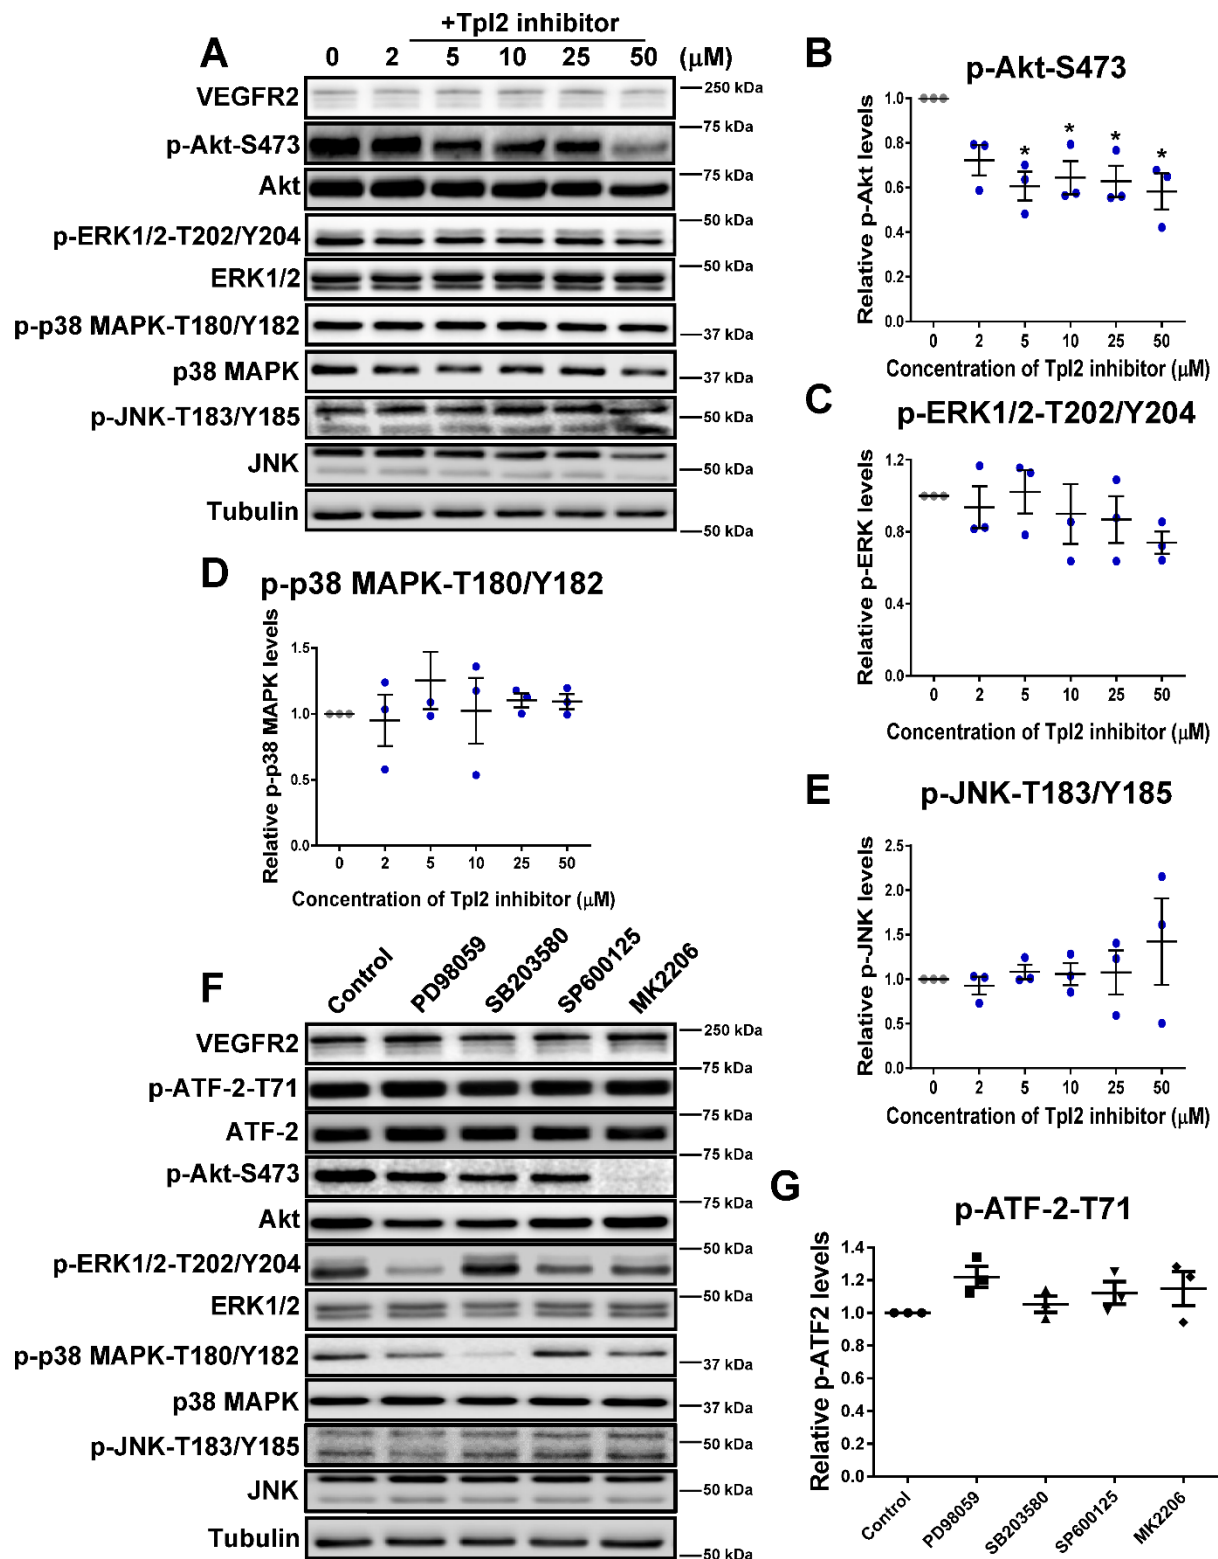 A
+Tpl2 inhibitor
0 2 5 10 25 50 (μM)
VEGFR2
250 kDa
p-Akt-S473
75 kDa
Akt
75 kDa
p-ERK1/2-T202/Y204
50 kDa
ERK1/2
50 kDa
p-p38 MAPK-T180/Y182
37 kDa
p38 MAPK
37 kDa
p-JNK-T183/Y185
50 kDa
JNK
50 kDa
Tubulin
50 kDa
B
p-Akt-S473
Relative p-Akt levels
1.0
0.8
0.6
0.4
0.2
0.0
* * * *
0 2 5 10 25 50
Concentration of Tpl2 inhibitor (μM)
C
p-ERK1/2-T202/Y204
Relative p-ERK levels
1.2
0.8
0.4
0.0
0 2 5 10 25 50
Concentration of Tpl2 inhibitor (μM)
D
p-p38 MAPK-T180/Y182
Relative p-p38 MAPK levels
1.5
1.0
0.5
0.0
0 2 5 10 25 50
Concentration of Tpl2 inhibitor (μM)
E
p-JNK-T183/Y185
Relative p-JNK levels
2.5
2.0
1.5
1.0
0.5
0.0
0 2 5 10 25 50
Concentration of Tpl2 inhibitor (μM)
F
Control PD98059 SB203580 SP600125 MK2206
VEGFR2
250 kDa
p-ATF-2-T71
75 kDa
ATF-2
75 kDa
p-Akt-S473
75 kDa
Akt
75 kDa
p-ERK1/2-T202/Y204
50 kDa
ERK1/2
50 kDa
p-p38 MAPK-T180/Y182
37 kDa
p38 MAPK
37 kDa
p-JNK-T183/Y185
50 kDa
JNK
50 kDa
Tubulin
50 kDa
G
p-ATF-2-T71
Relative p-ATF2 levels
1.4
1.2
1.0
0.8
0.6
0.4
0.2
0.0
Control PD98059 SB203580 SP600125 MK2206